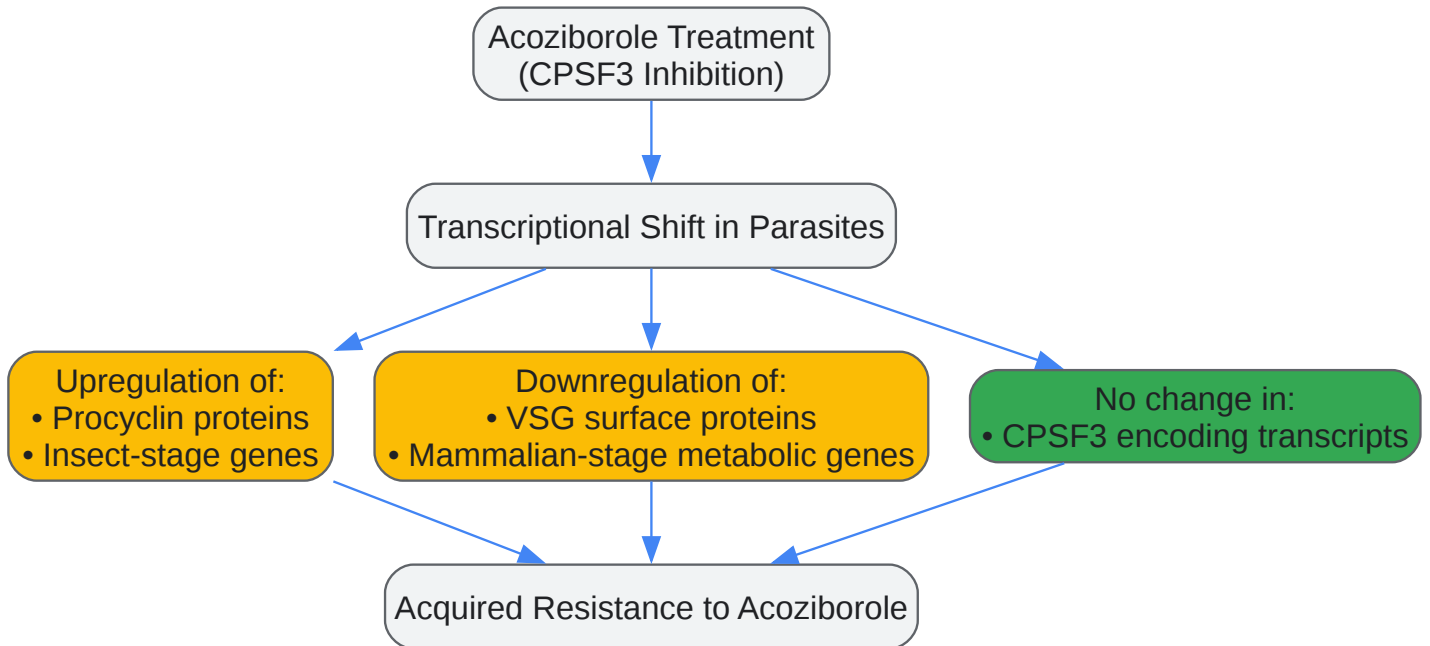 Acoziborole Treatment
(CPSF3 Inhibition)
Transcriptional Shift in Parasites
Upregulation of:
• Procyclin proteins
• Insect-stage genes
Downregulation of:
• VSG surface proteins
• Mammalian-stage metabolic genes
No change in:
• CPSF3 encoding transcripts
Acquired Resistance to Acoziborole